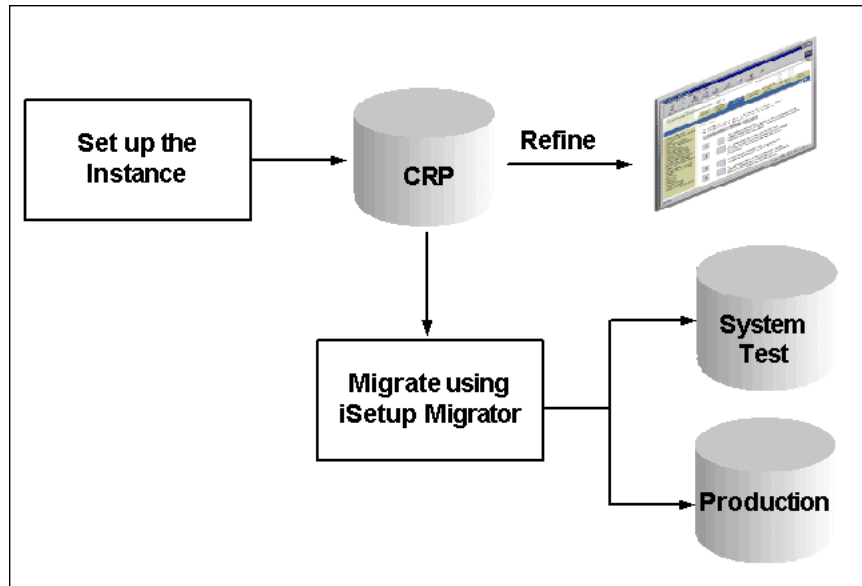 Set up the
Instance
CRP
Refine
Migrate using
iSetup Migrator
System
Test
Production